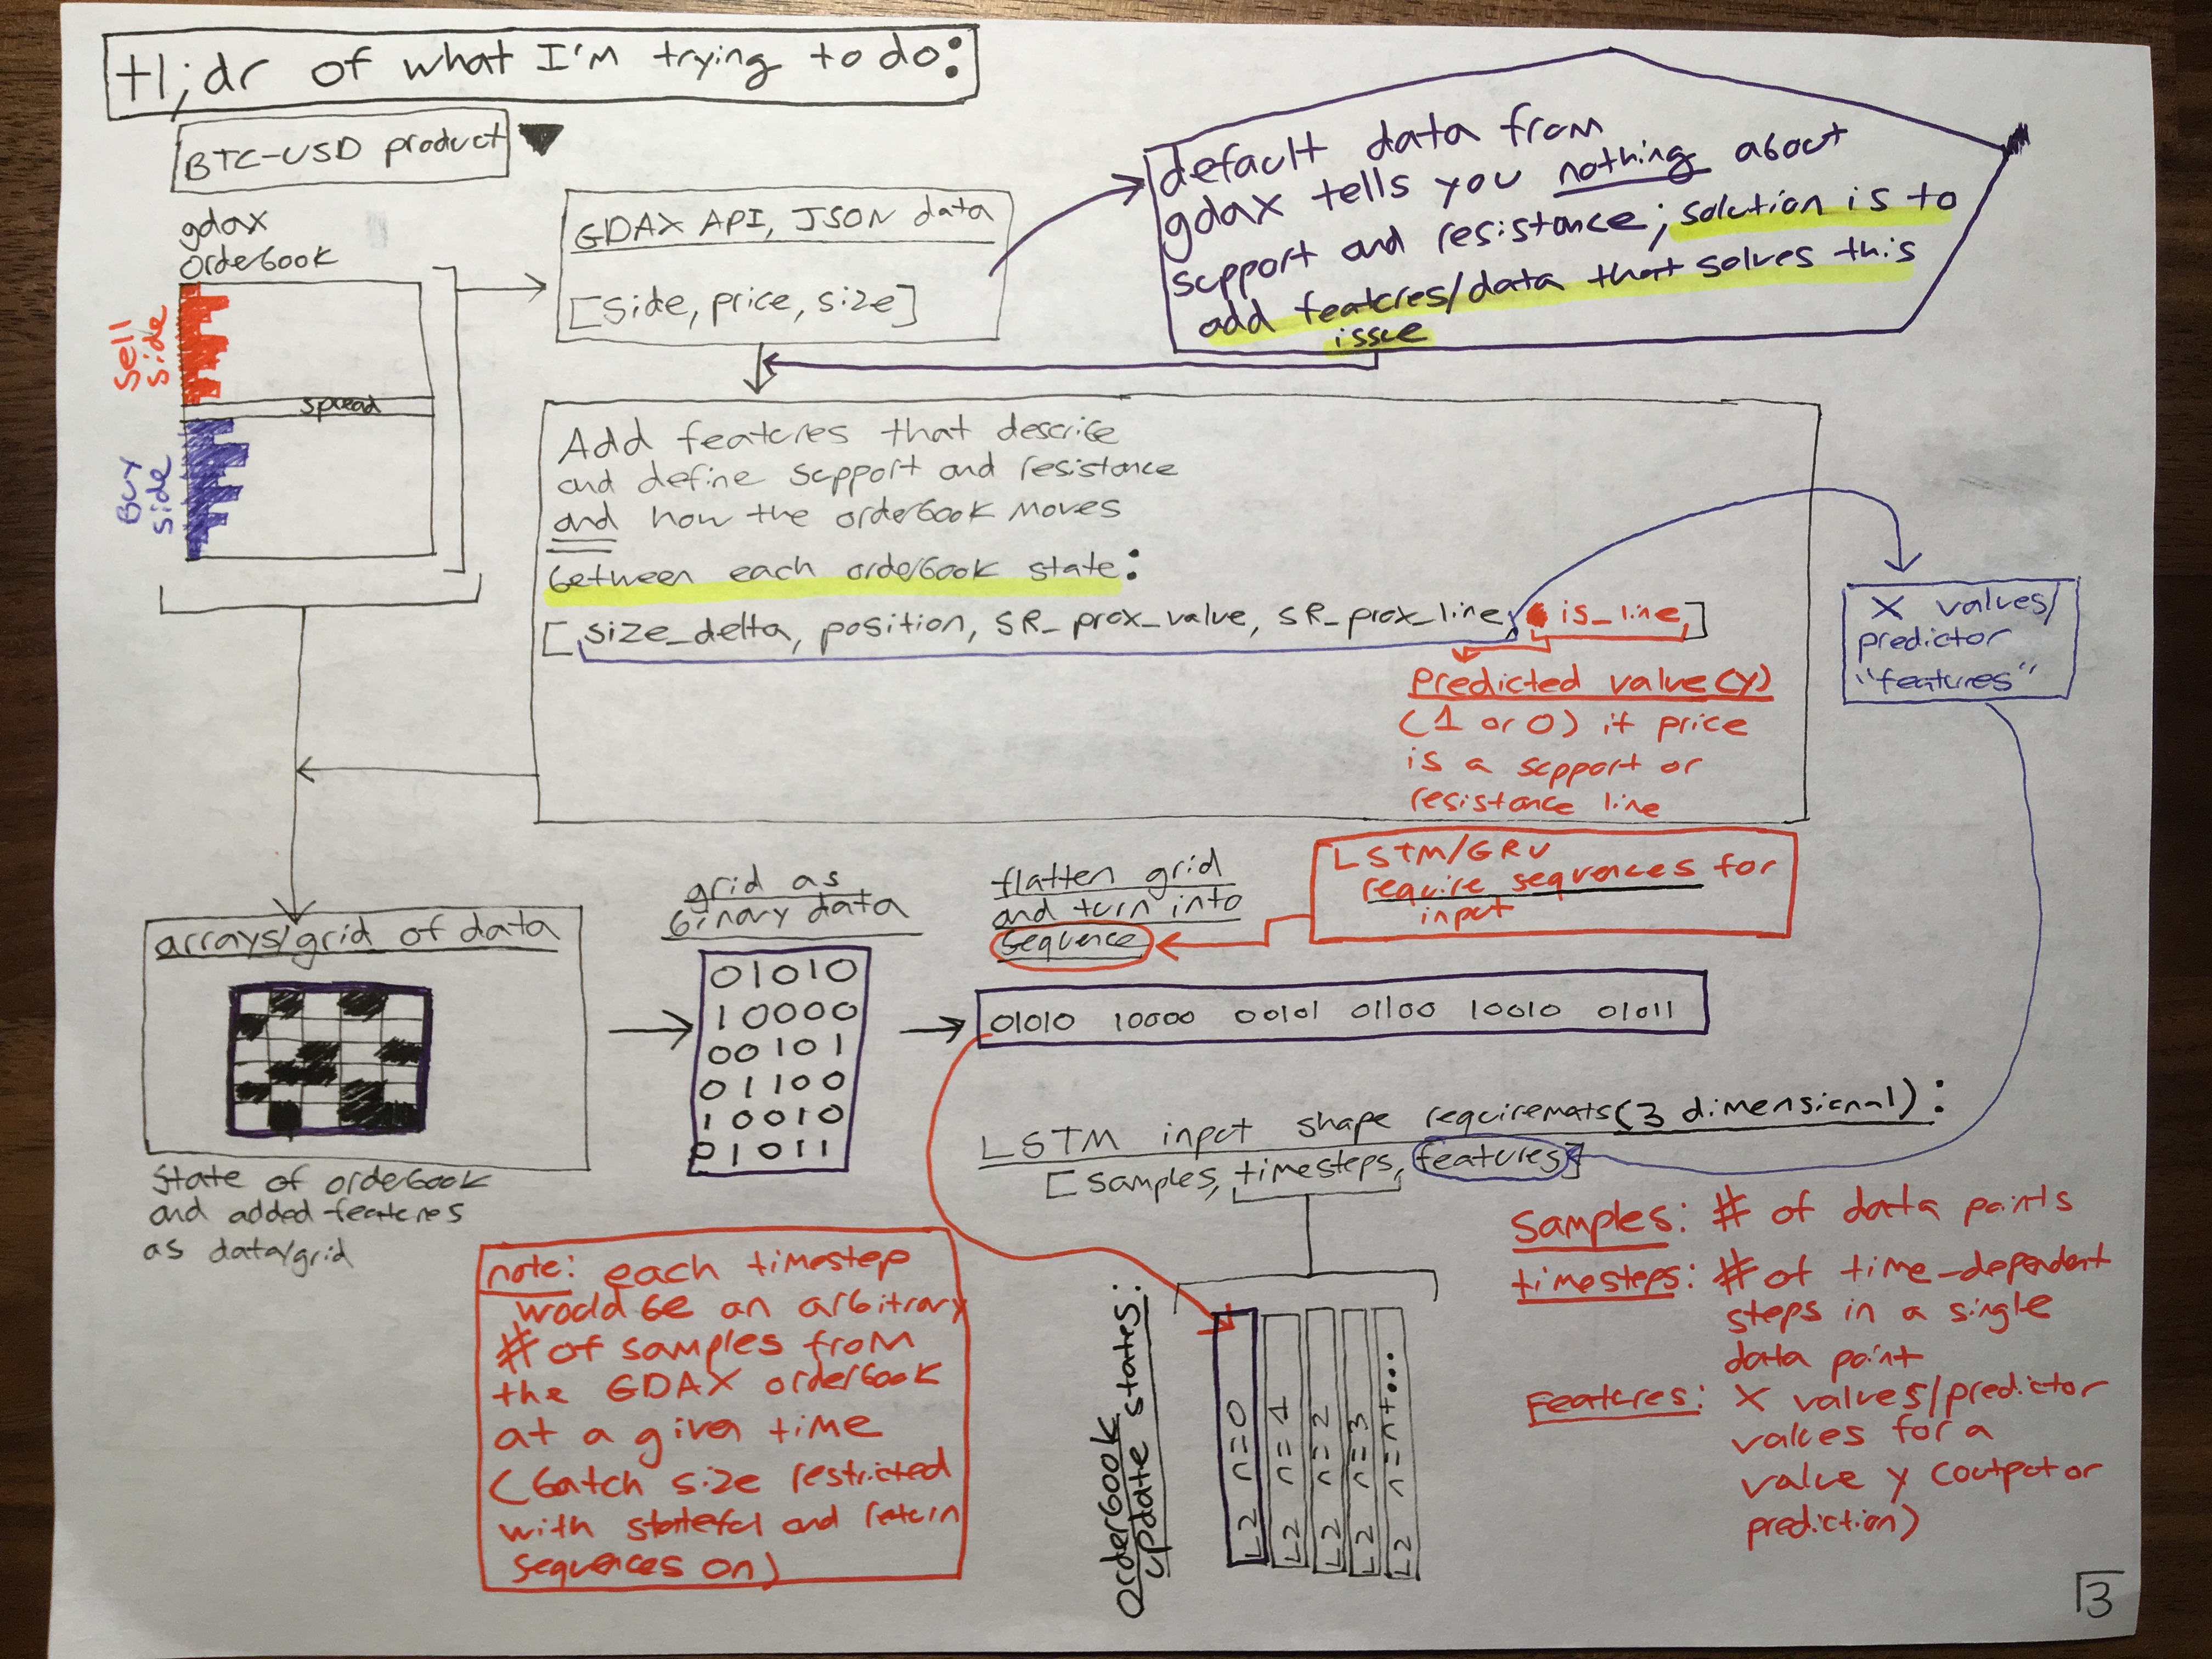 tl;dr of what I'm trying to do:
BTC-USD product
gdax
orderbook
Sell
side
spread
Buy
side
GDAX API, JSON data
[side, price, size]
default data from
gdax tells you nothing about
support and resistance; solution is to
add features/data that solves this
issue
Add features that describe
and define support and resistance
and how the orderbook moves
between each orderbook state:
[size_delta, position, SR_prox_value, SR_prox_line, is_line,]
Predicted value (y)
(1 or 0) if price
is a support or
resistance line
X values/
predictor
"features"
arrays/grid of data
State of orderbook
and added features
as data/grid
grid as
binary data
01010
10000
00101
01100
10010
01011
flatten grid
and turn into
sequence
LSTM/GRU
require sequences for
input
01010 10000 00101 01100 10010 01011
LSTM input shape requiremats (3 dimensional):
[samples, timesteps, features]
note: each timestep
would be an arbitrary
# of samples from
the GDAX orderbook
at a given time
(batch size restricted
with stateful and return
sequences on)
orderbook
update states:
L2 n=0
L2 n=1
L2 n=2
L2 n=3
L2 n=n+...
Samples: # of data points
timesteps: # of time-dependent
steps in a single
data point
Features: X values/predictor
values for a
value y (output or
prediction)
3